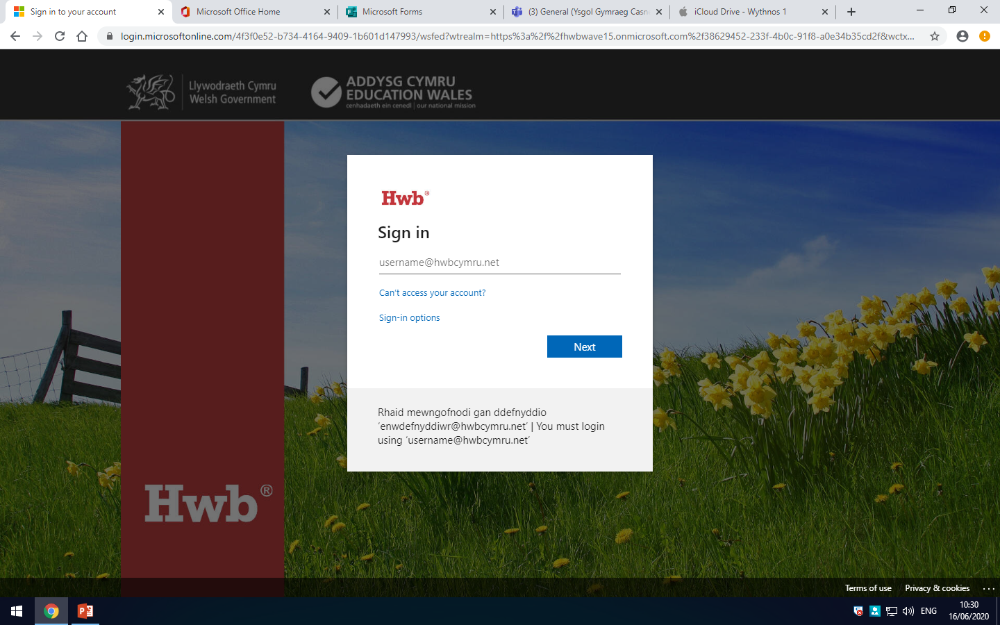 Sign in to your account
Microsoft Office Home
Microsoft Forms
(3) General (Ysgol Gymraeg Casn
iCloud Drive - Wythnos 1
login.microsoftonline.com/4f3f0e52-b734-4164-9409-1b601d147993/wsfed?wtrealm=https%3a%2f%2fhwbwave15.onmicrosoft.com%2f38629452-233f-4b0c-91f8-a0e34b35cd2f&wctx...
Llywodraeth Cymru
Welsh Government
ADDYSG CYMRU
EDUCATION WALES
cenhadaeth ein cenedl | our national mission
Hwb®
Sign in
username@hwbcymru.net
Can't access your account?
Sign-in options
Next
Rhaid mewngofnodi gan ddefnyddio
‘enwdefnyddiwr@hwbcymru.net’ | You must login
using ‘username@hwbcymru.net’
Hwb®
Terms of use
Privacy & cookies
...
ENG
10:30
16/06/2020